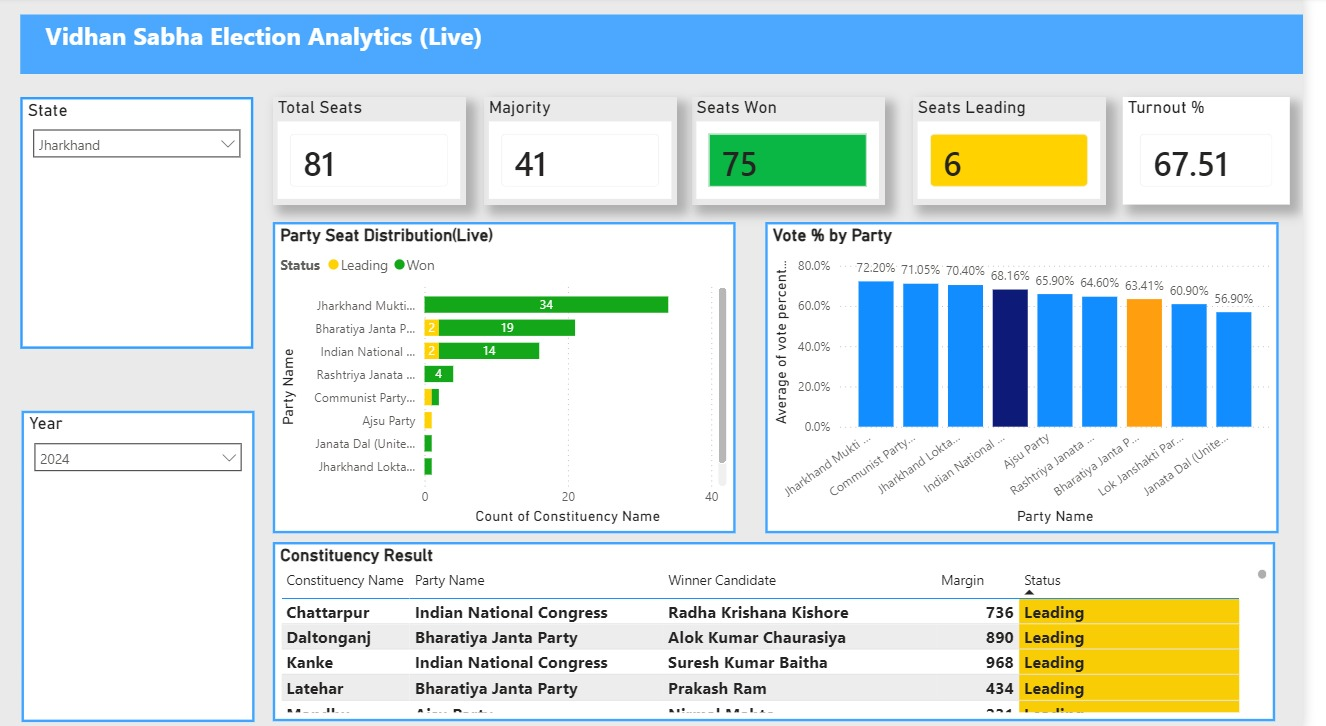 Vidhan Sabha Election Analytics (Live)
State
Jharkhand
Total Seats
81
Majority
41
Seats Won
75
Seats Leading
6
Turnout %
67.51
Year
2024
Party Seat Distribution(Live)
Status Leading Won
Party Name
Jharkhand Mukti... 34
Bharatiya Janta P... 2 19
Indian National ... 2 14
Rashtriya Janata ... 4
Communist Party...
Ajsu Party
Janata Dal (Unite...
Jharkhand Lokta...
0 20 40
Count of Constituency Name
Vote % by Party
Average of vote percent...
80.0%
60.0%
40.0%
20.0%
0.0%
72.20% 71.05% 70.40% 68.16% 65.90% 64.60% 63.41% 60.90% 56.90%
Jharkhand Mukti ...
Communist Party...
Jharkhand Lokta...
Indian National ...
Ajsu Party
Rashtriya Janata ...
Bharatiya Janta P...
Lok Janshakti Par...
Janata Dal (Unite...
Party Name
Constituency Result
Constituency Name Party Name Winner Candidate Margin Status
Chattarpur Indian National Congress Radha Krishana Kishore 736 Leading
Daltonganj Bharatiya Janta Party Alok Kumar Chaurasiya 890 Leading
Kanke Indian National Congress Suresh Kumar Baitha 968 Leading
Latehar Bharatiya Janta Party Prakash Ram 434 Leading